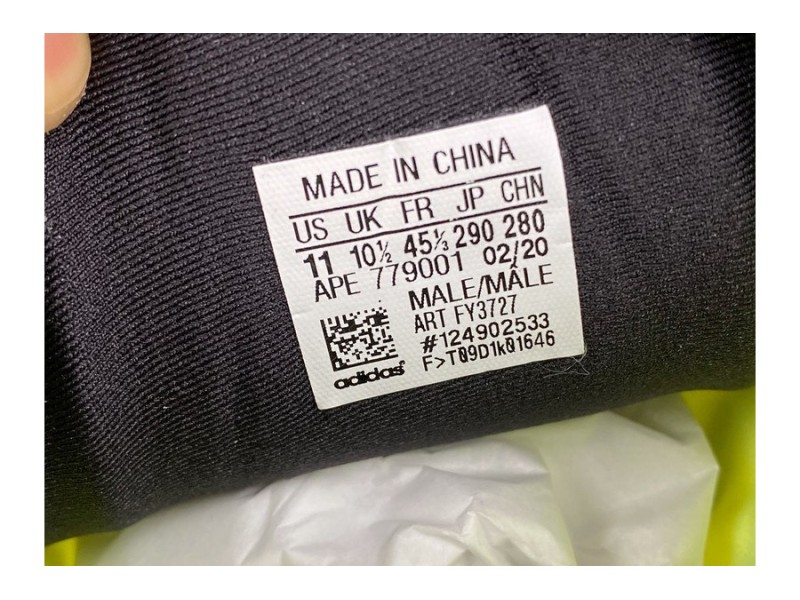 MADE IN CHINA
US UK FR JP CHN
11 10½ 45⅓ 290 280
APE 779001 02/20
MALE/MÂLE
ART FY3727
#124902533
F>T09D1k01646
adidas